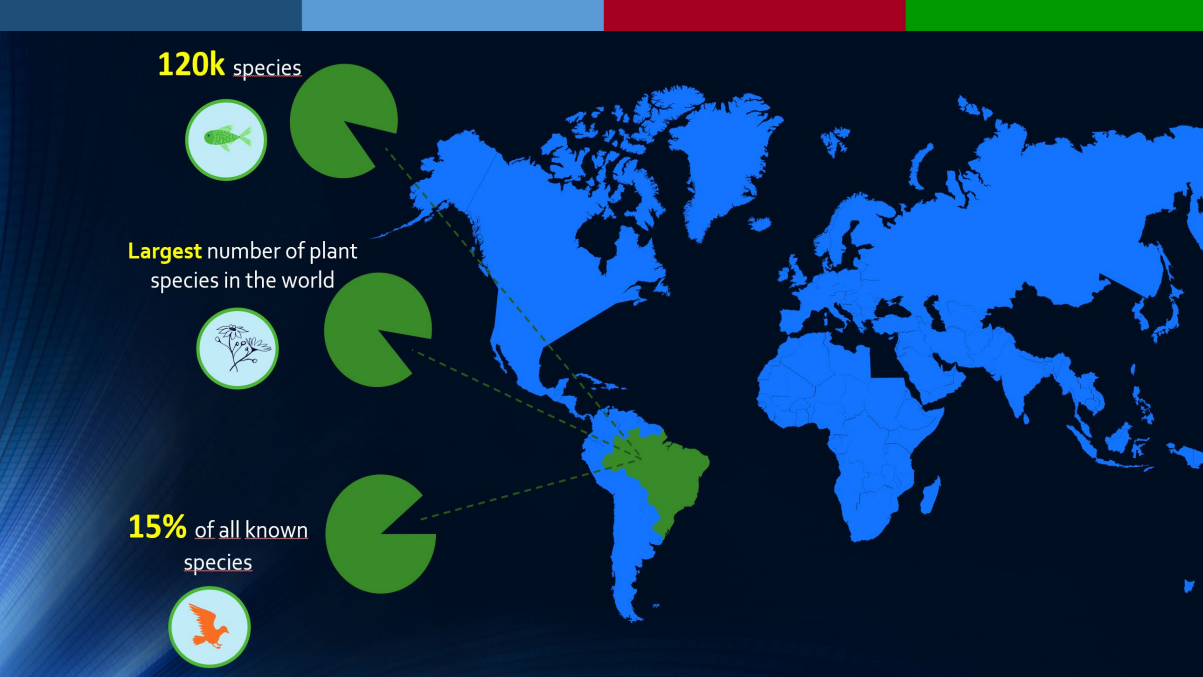 120k species
Largest number of plant
species in the world
15% of all known
species